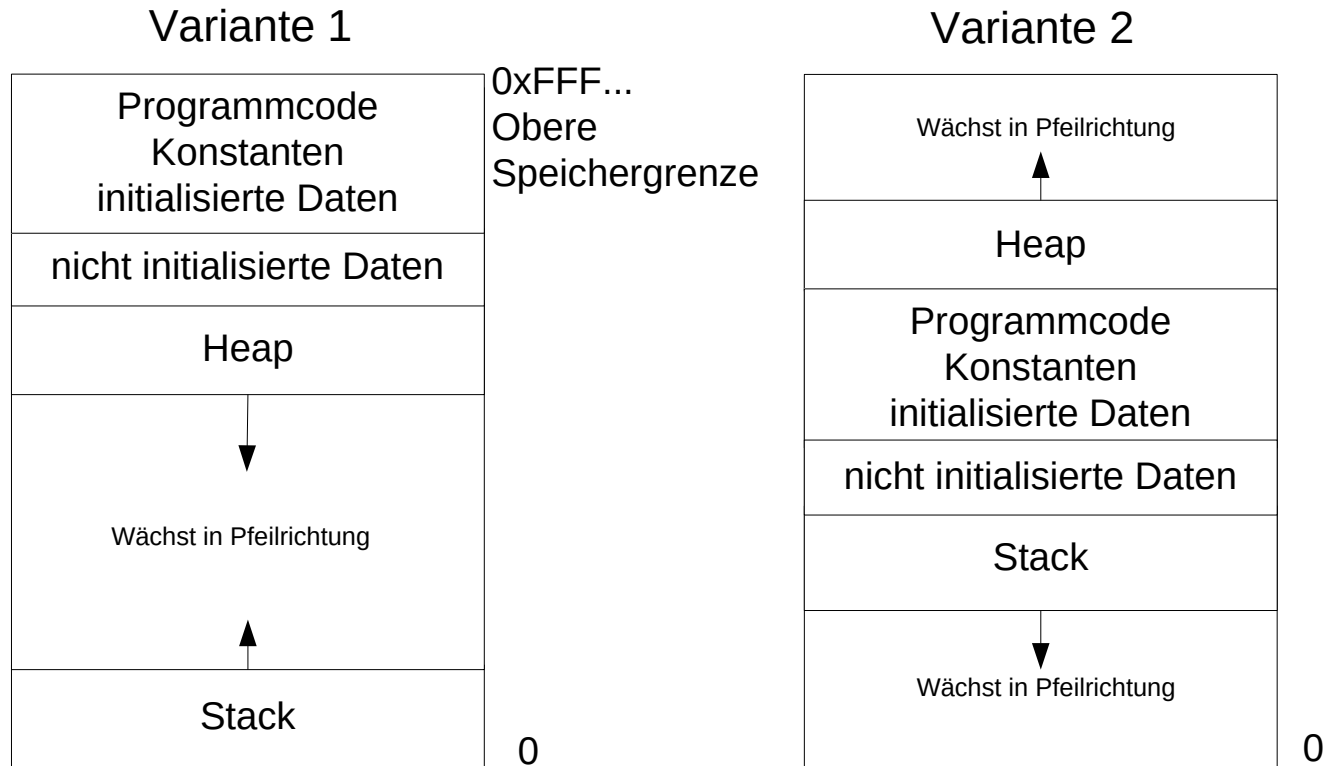 Variante 1
Programmcode
Konstanten
initialisierte Daten
nicht initialisierte Daten
Heap
Wächst in Pfeilrichtung
Stack
0xFFF...
Obere
Speichergrenze
0
Variante 2
Wächst in Pfeilrichtung
Heap
Programmcode
Konstanten
initialisierte Daten
nicht initialisierte Daten
Stack
Wächst in Pfeilrichtung
0